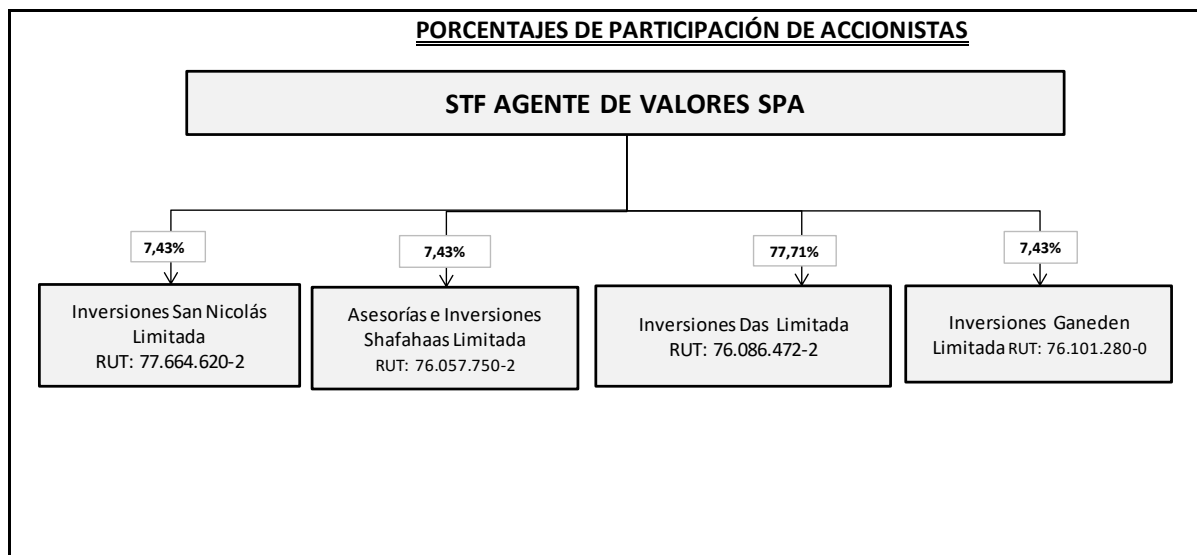 PORCENTAJES DE PARTICIPACIÓN DE ACCIONISTAS
STF AGENTE DE VALORES SPA
7,43%
7,43%
77,71%
7,43%
Inversiones San Nicolás
Limitada
RUT: 77.664.620-2
Asesorías e Inversiones
Shafahaas Limitada
RUT: 76.057.750-2
Inversiones Das Limitada
RUT: 76.086.472-2
Inversiones Ganeden
Limitada RUT: 76.101.280-0